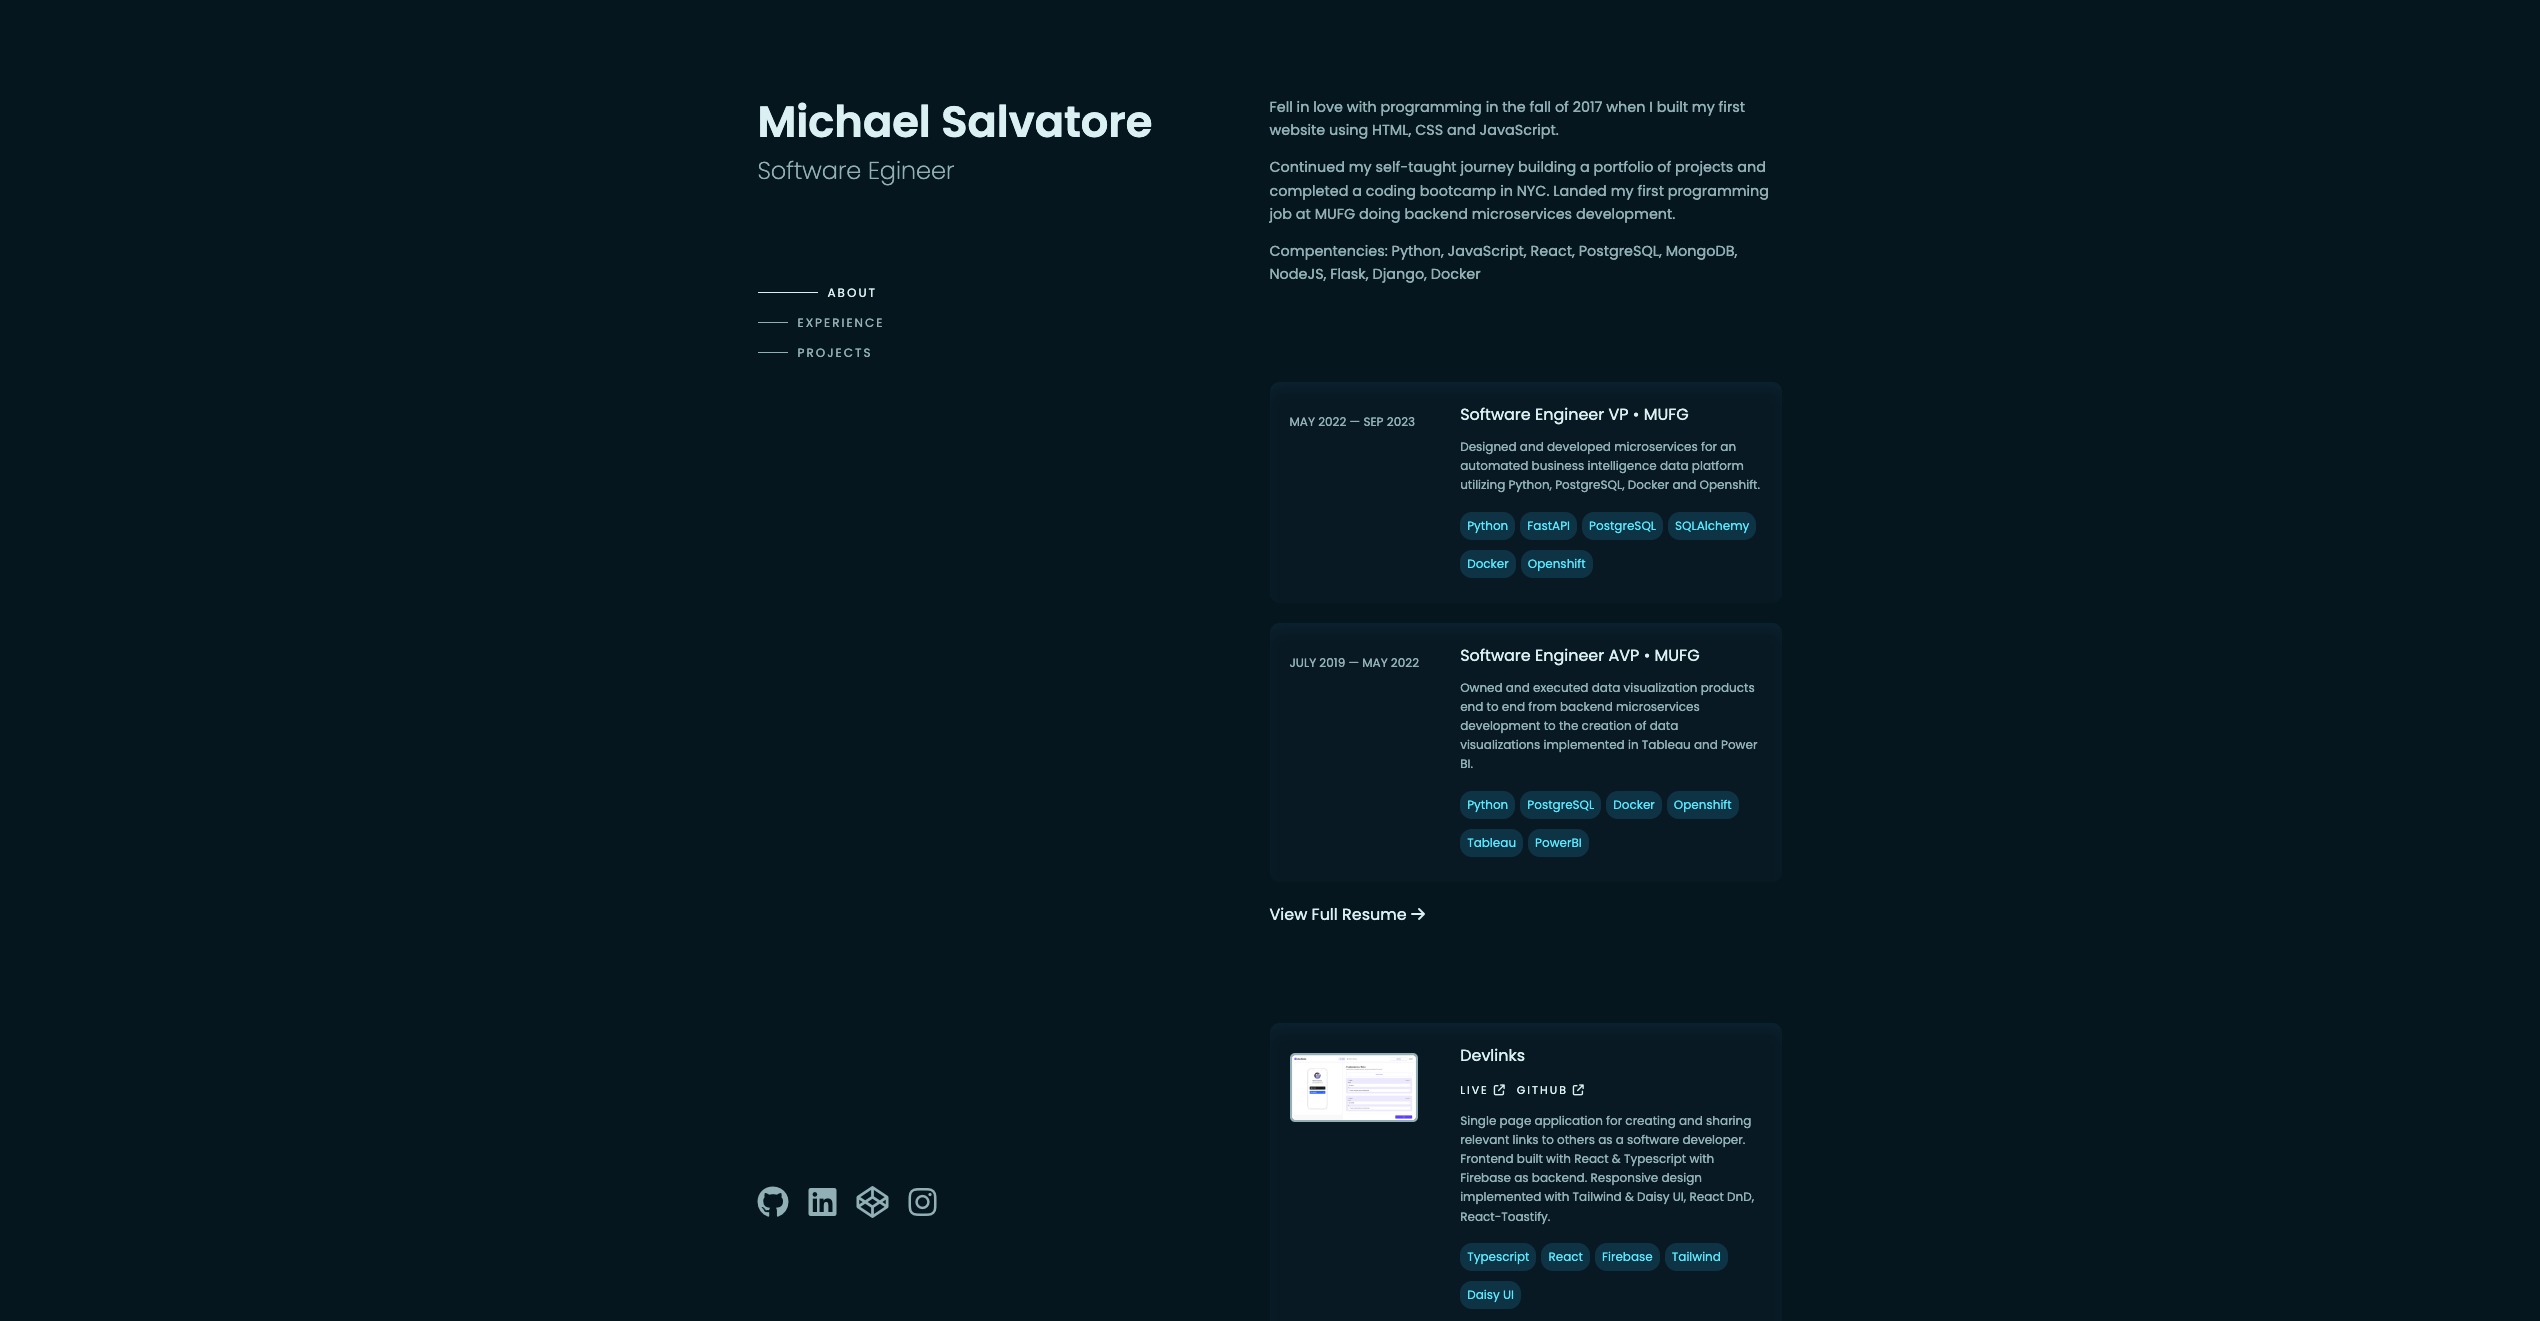 Michael Salvatore
Software Egineer
ABOUT
EXPERIENCE
PROJECTS
Fell in love with programming in the fall of 2017 when I built my first
website using HTML, CSS and JavaScript.
Continued my self-taught journey building a portfolio of projects and
completed a coding bootcamp in NYC. Landed my first programming
job at MUFG doing backend microservices development.
Compentencies: Python, JavaScript, React, PostgreSQL, MongoDB,
NodeJS, Flask, Django, Docker
MAY 2022 — SEP 2023
Software Engineer VP • MUFG
Designed and developed microservices for an
automated business intelligence data platform
utilizing Python, PostgreSQL, Docker and Openshift.
Python FastAPI PostgreSQL SQLAlchemy
Docker Openshift
JULY 2019 — MAY 2022
Software Engineer AVP • MUFG
Owned and executed data visualization products
end to end from backend microservices
development to the creation of data
visualizations implemented in Tableau and Power
BI.
Python PostgreSQL Docker Openshift
Tableau PowerBI
View Full Resume →
Devlinks
LIVE GITHUB
Single page application for creating and sharing
relevant links to others as a software developer.
Frontend built with React & Typescript with
Firebase as backend. Responsive design
implemented with Tailwind & Daisy UI, React DnD,
React-Toastify.
Typescript React Firebase Tailwind
Daisy UI